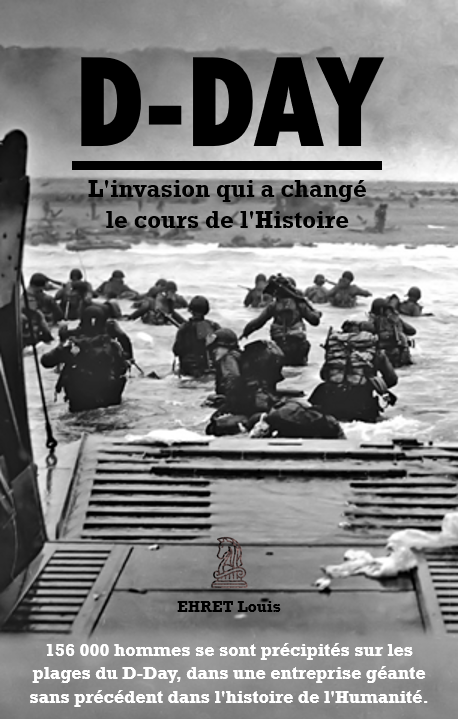 D-DAY
L'invasion qui a changé
le cours de l'Histoire
EHRET Louis
156 000 hommes se sont précipités sur les
plages du D-Day, dans une entreprise géante
sans précédent dans l'histoire de l'Humanité.